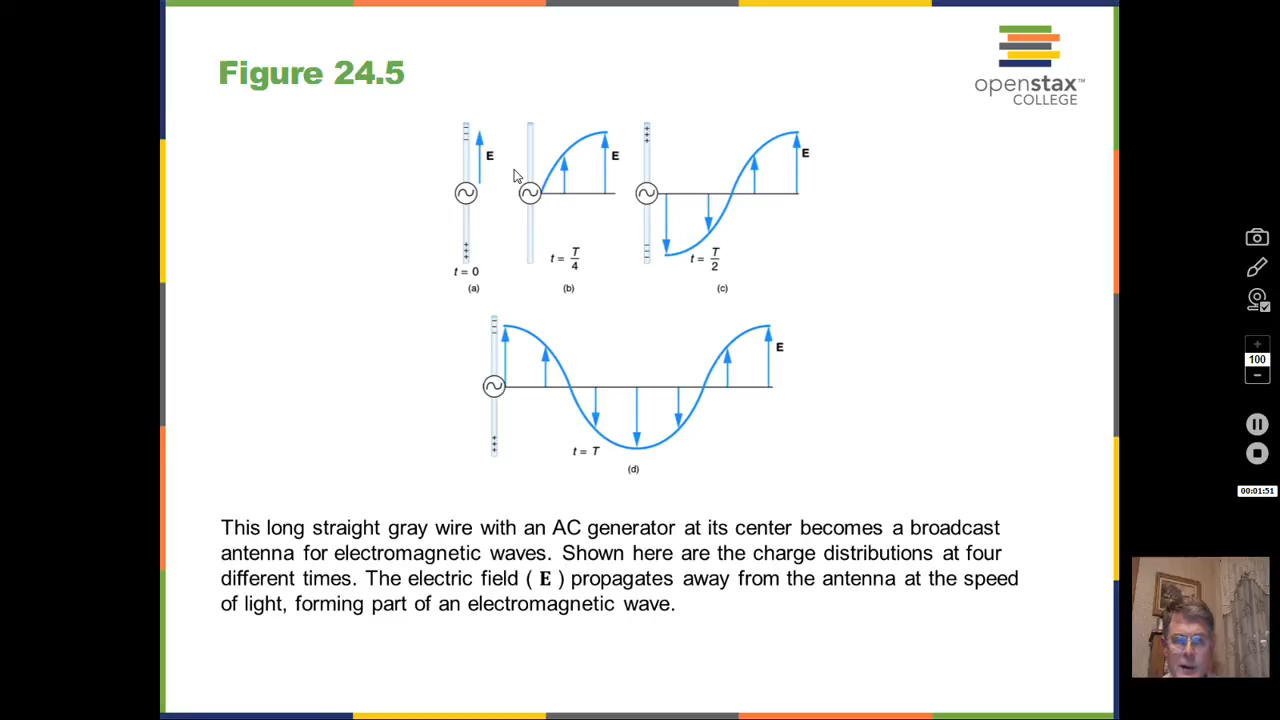 Figure 24.5
openstax™
COLLEGE
E
E
E
t = 0
t = T/4
t = T/2
(a)
(b)
(c)
E
t = T
(d)
This long straight gray wire with an AC generator at its center becomes a broadcast
antenna for electromagnetic waves. Shown here are the charge distributions at four
different times. The electric field ( E ) propagates away from the antenna at the speed
of light, forming part of an electromagnetic wave.
100
00:01:51